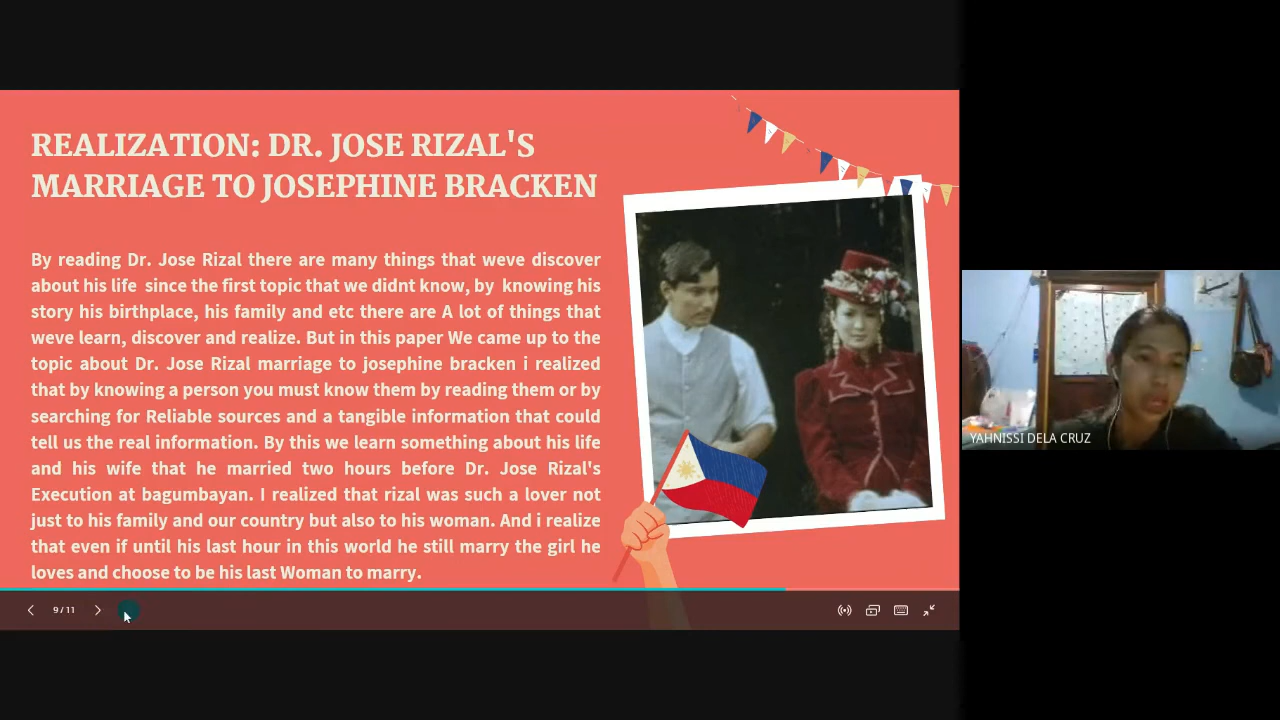 REALIZATION: DR. JOSE RIZAL'S
MARRIAGE TO JOSEPHINE BRACKEN
By reading Dr. Jose Rizal there are many things that weve discover
about his life since the first topic that we didnt know, by knowing his
story his birthplace, his family and etc there are A lot of things that
weve learn, discover and realize. But in this paper We came up to the
topic about Dr. Jose Rizal marriage to josephine bracken i realized
that by knowing a person you must know them by reading them or by
searching for Reliable sources and a tangible information that could
tell us the real information. By this we learn something about his life
and his wife that he married two hours before Dr. Jose Rizal's
Execution at bagumbayan. I realized that rizal was such a lover not
just to his family and our country but also to his woman. And i realize
that even if until his last hour in this world he still marry the girl he
loves and choose to be his last Woman to marry.
9/11
YAHNISSI DELA CRUZ